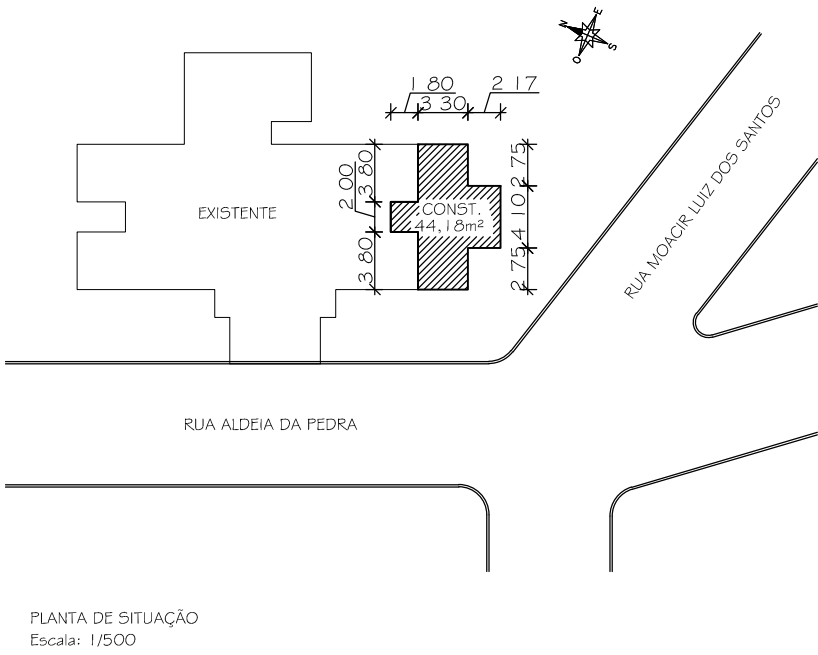 N
E
S
O
1 80
3 30
2 17
3 80
2 00
3 80
2 75
4 10
2 75
EXISTENTE
CONST.
44,18m²
RUA MOACIR LUIZ DOS SANTOS
RUA ALDEIA DA PEDRA
PLANTA DE SITUAÇÃO
Escala: 1/500